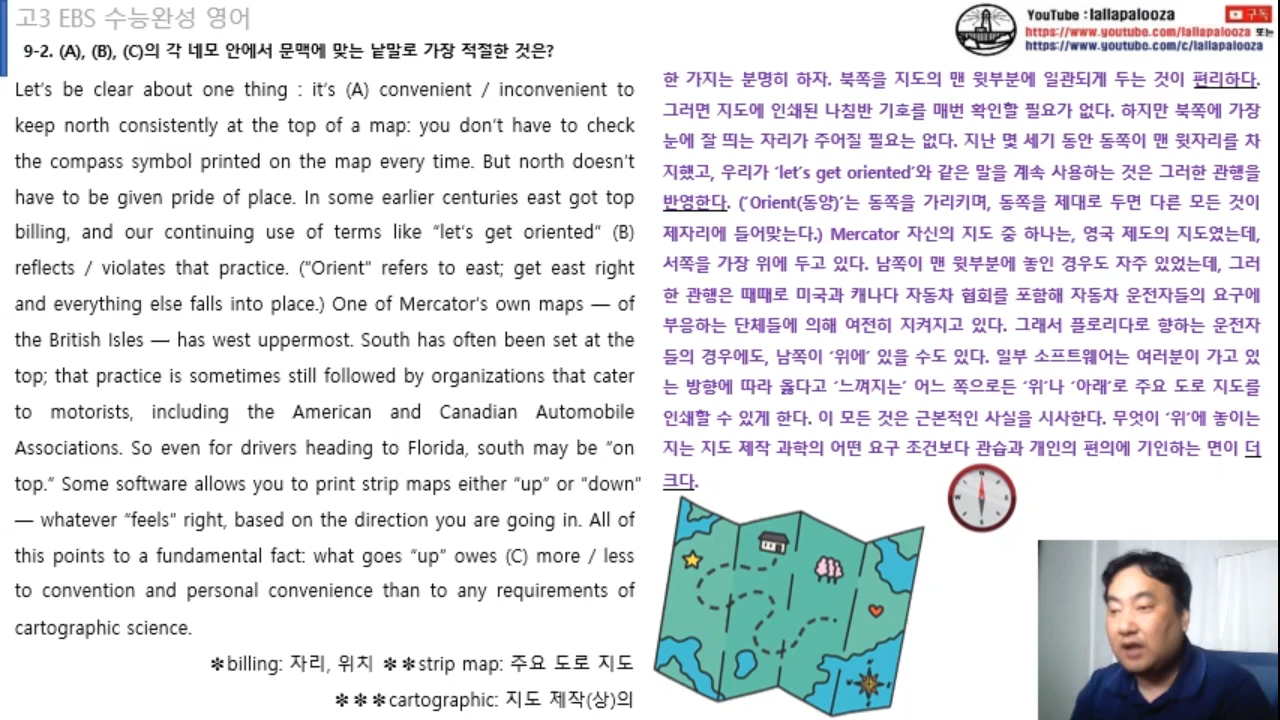 고3 EBS 수능완성 영어
9-2. (A), (B), (C)의 각 네모 안에서 문맥에 맞는 낱말로 가장 적절한 것은?
YouTube : lallapalooza
구독
https://www.youtube.com/lallapalooza 또는
https://www.youtube.com/c/lallapalooza
Let's be clear about one thing : it's (A) convenient / inconvenient to
keep north consistently at the top of a map: you don't have to check
the compass symbol printed on the map every time. But north doesn't
have to be given pride of place. In some earlier centuries east got top
billing, and our continuing use of terms like "let's get oriented" (B)
reflects / violates that practice. ("Orient" refers to east; get east right
and everything else falls into place.) One of Mercator's own maps — of
the British Isles — has west uppermost. South has often been set at the
top; that practice is sometimes still followed by organizations that cater
to motorists, including the American and Canadian Automobile
Associations. So even for drivers heading to Florida, south may be "on
top." Some software allows you to print strip maps either "up" or "down"
— whatever "feels" right, based on the direction you are going in. All of
this points to a fundamental fact: what goes "up" owes (C) more / less
to convention and personal convenience than to any requirements of
cartographic science.
✻billing: 자리, 위치 ✻✻strip map: 주요 도로 지도
✻✻✻cartographic: 지도 제작(상)의
한 가지는 분명히 하자. 북쪽을 지도의 맨 윗부분에 일관되게 두는 것이 편리하다.
그러면 지도에 인쇄된 나침반 기호를 매번 확인할 필요가 없다. 하지만 북쪽에 가장
눈에 잘 띄는 자리가 주어질 필요는 없다. 지난 몇 세기 동안 동쪽이 맨 윗자리를 차
지했고, 우리가 'let's get oriented'와 같은 말을 계속 사용하는 것은 그러한 관행을
반영한다. ('Orient(동양)'는 동쪽을 가리키며, 동쪽을 제대로 두면 다른 모든 것이
제자리에 들어맞는다.) Mercator 자신의 지도 중 하나는, 영국 제도의 지도였는데,
서쪽을 가장 위에 두고 있다. 남쪽이 맨 윗부분에 놓인 경우도 자주 있었는데, 그러
한 관행은 때때로 미국과 캐나다 자동차 협회를 포함해 자동차 운전자들의 요구에
부응하는 단체들에 의해 여전히 지켜지고 있다. 그래서 플로리다로 향하는 운전자
들의 경우에도, 남쪽이 '위에' 있을 수도 있다. 일부 소프트웨어는 여러분이 가고 있
는 방향에 따라 옳다고 '느껴지는' 어느 쪽으로든 '위'나 '아래'로 주요 도로 지도를
인쇄할 수 있게 한다. 이 모든 것은 근본적인 사실을 시사한다. 무엇이 '위'에 놓이는
지는 지도 제작 과학의 어떤 요구 조건보다 관습과 개인의 편의에 기인하는 면이 더
크다.